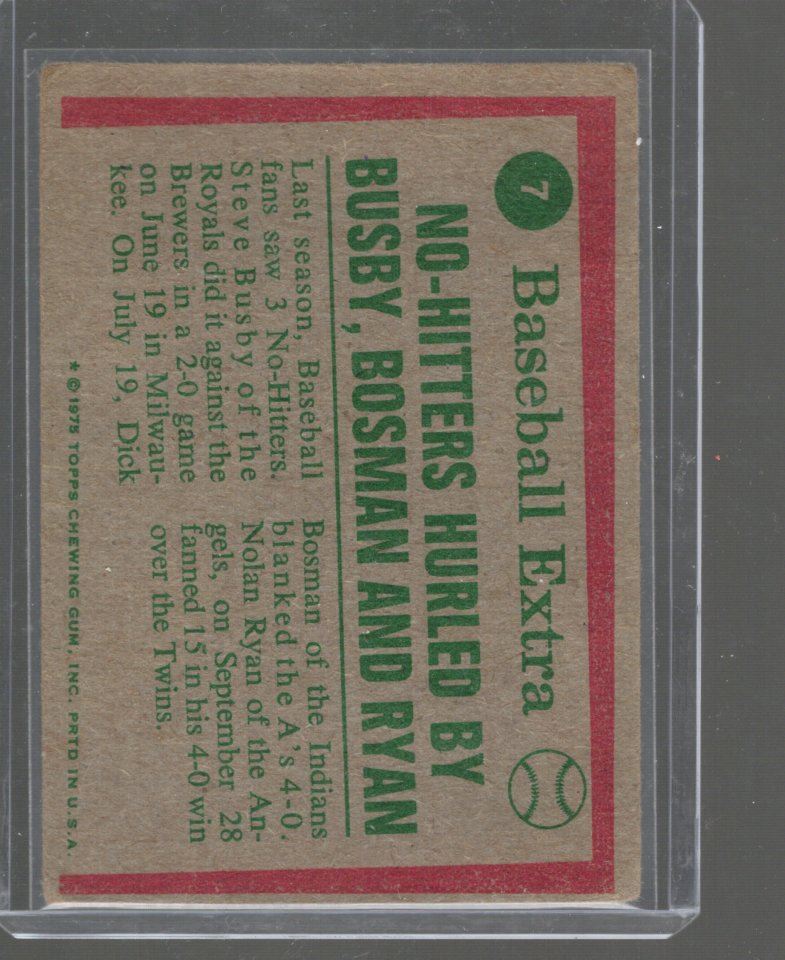 7
Baseball Extra
NO-HITTERS HURLED BY
BUSBY, BOSMAN AND RYAN
Last season, Baseball
fans saw 3 No-Hitters.
Steve Busby of the
Royals did it against the
Brewers in a 2-0 game
on June 19 in Milwau-
kee. On July 19, Dick
Bosman of the Indians
blanked the A's 4-0.
Nolan Ryan of the An-
gels, on September 28
fanned 15 in his 4-0 win
over the Twins.
* © 1975 TOPPS CHEWING GUM, INC. PRTD IN U.S.A.